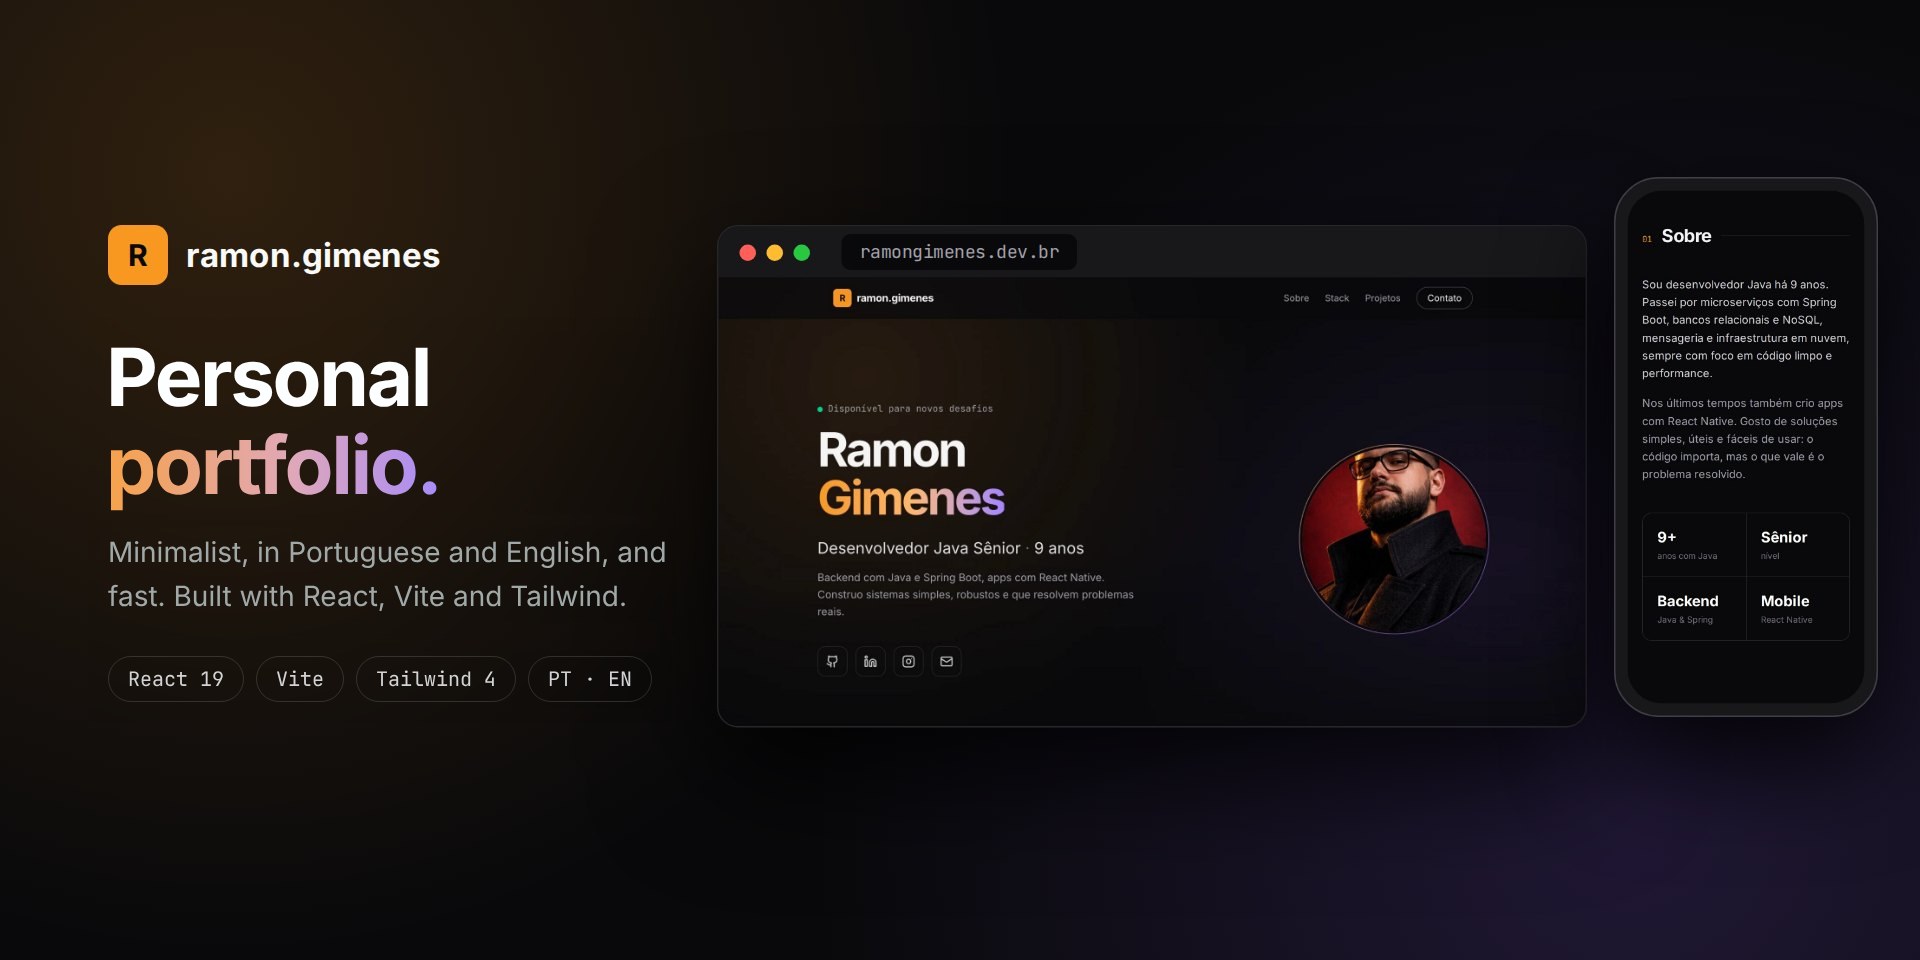 R ramon.gimenes
Personal
portfolio.
Minimalist, in Portuguese and English, and
fast. Built with React, Vite and Tailwind.
React 19 Vite Tailwind 4 PT · EN
ramongimenes.dev.br
R ramon.gimenes Sobre Stack Projetos Contato
Disponível para novos desafios
Ramon
Gimenes
Desenvolvedor Java Sênior · 9 anos
Backend com Java e Spring Boot, apps com React Native.
Construo sistemas simples, robustos e que resolvem problemas
reais.
01 Sobre
Sou desenvolvedor Java há 9 anos.
Passei por microserviços com Spring
Boot, bancos relacionais e NoSQL,
mensageria e infraestrutura em nuvem,
sempre com foco em código limpo e
performance.
Nos últimos tempos também crio apps
com React Native. Gosto de soluções
simples, úteis e fáceis de usar: o
código importa, mas o que vale é o
problema resolvido.
9+ Sênior
anos com Java nível
Backend Mobile
Java & Spring React Native